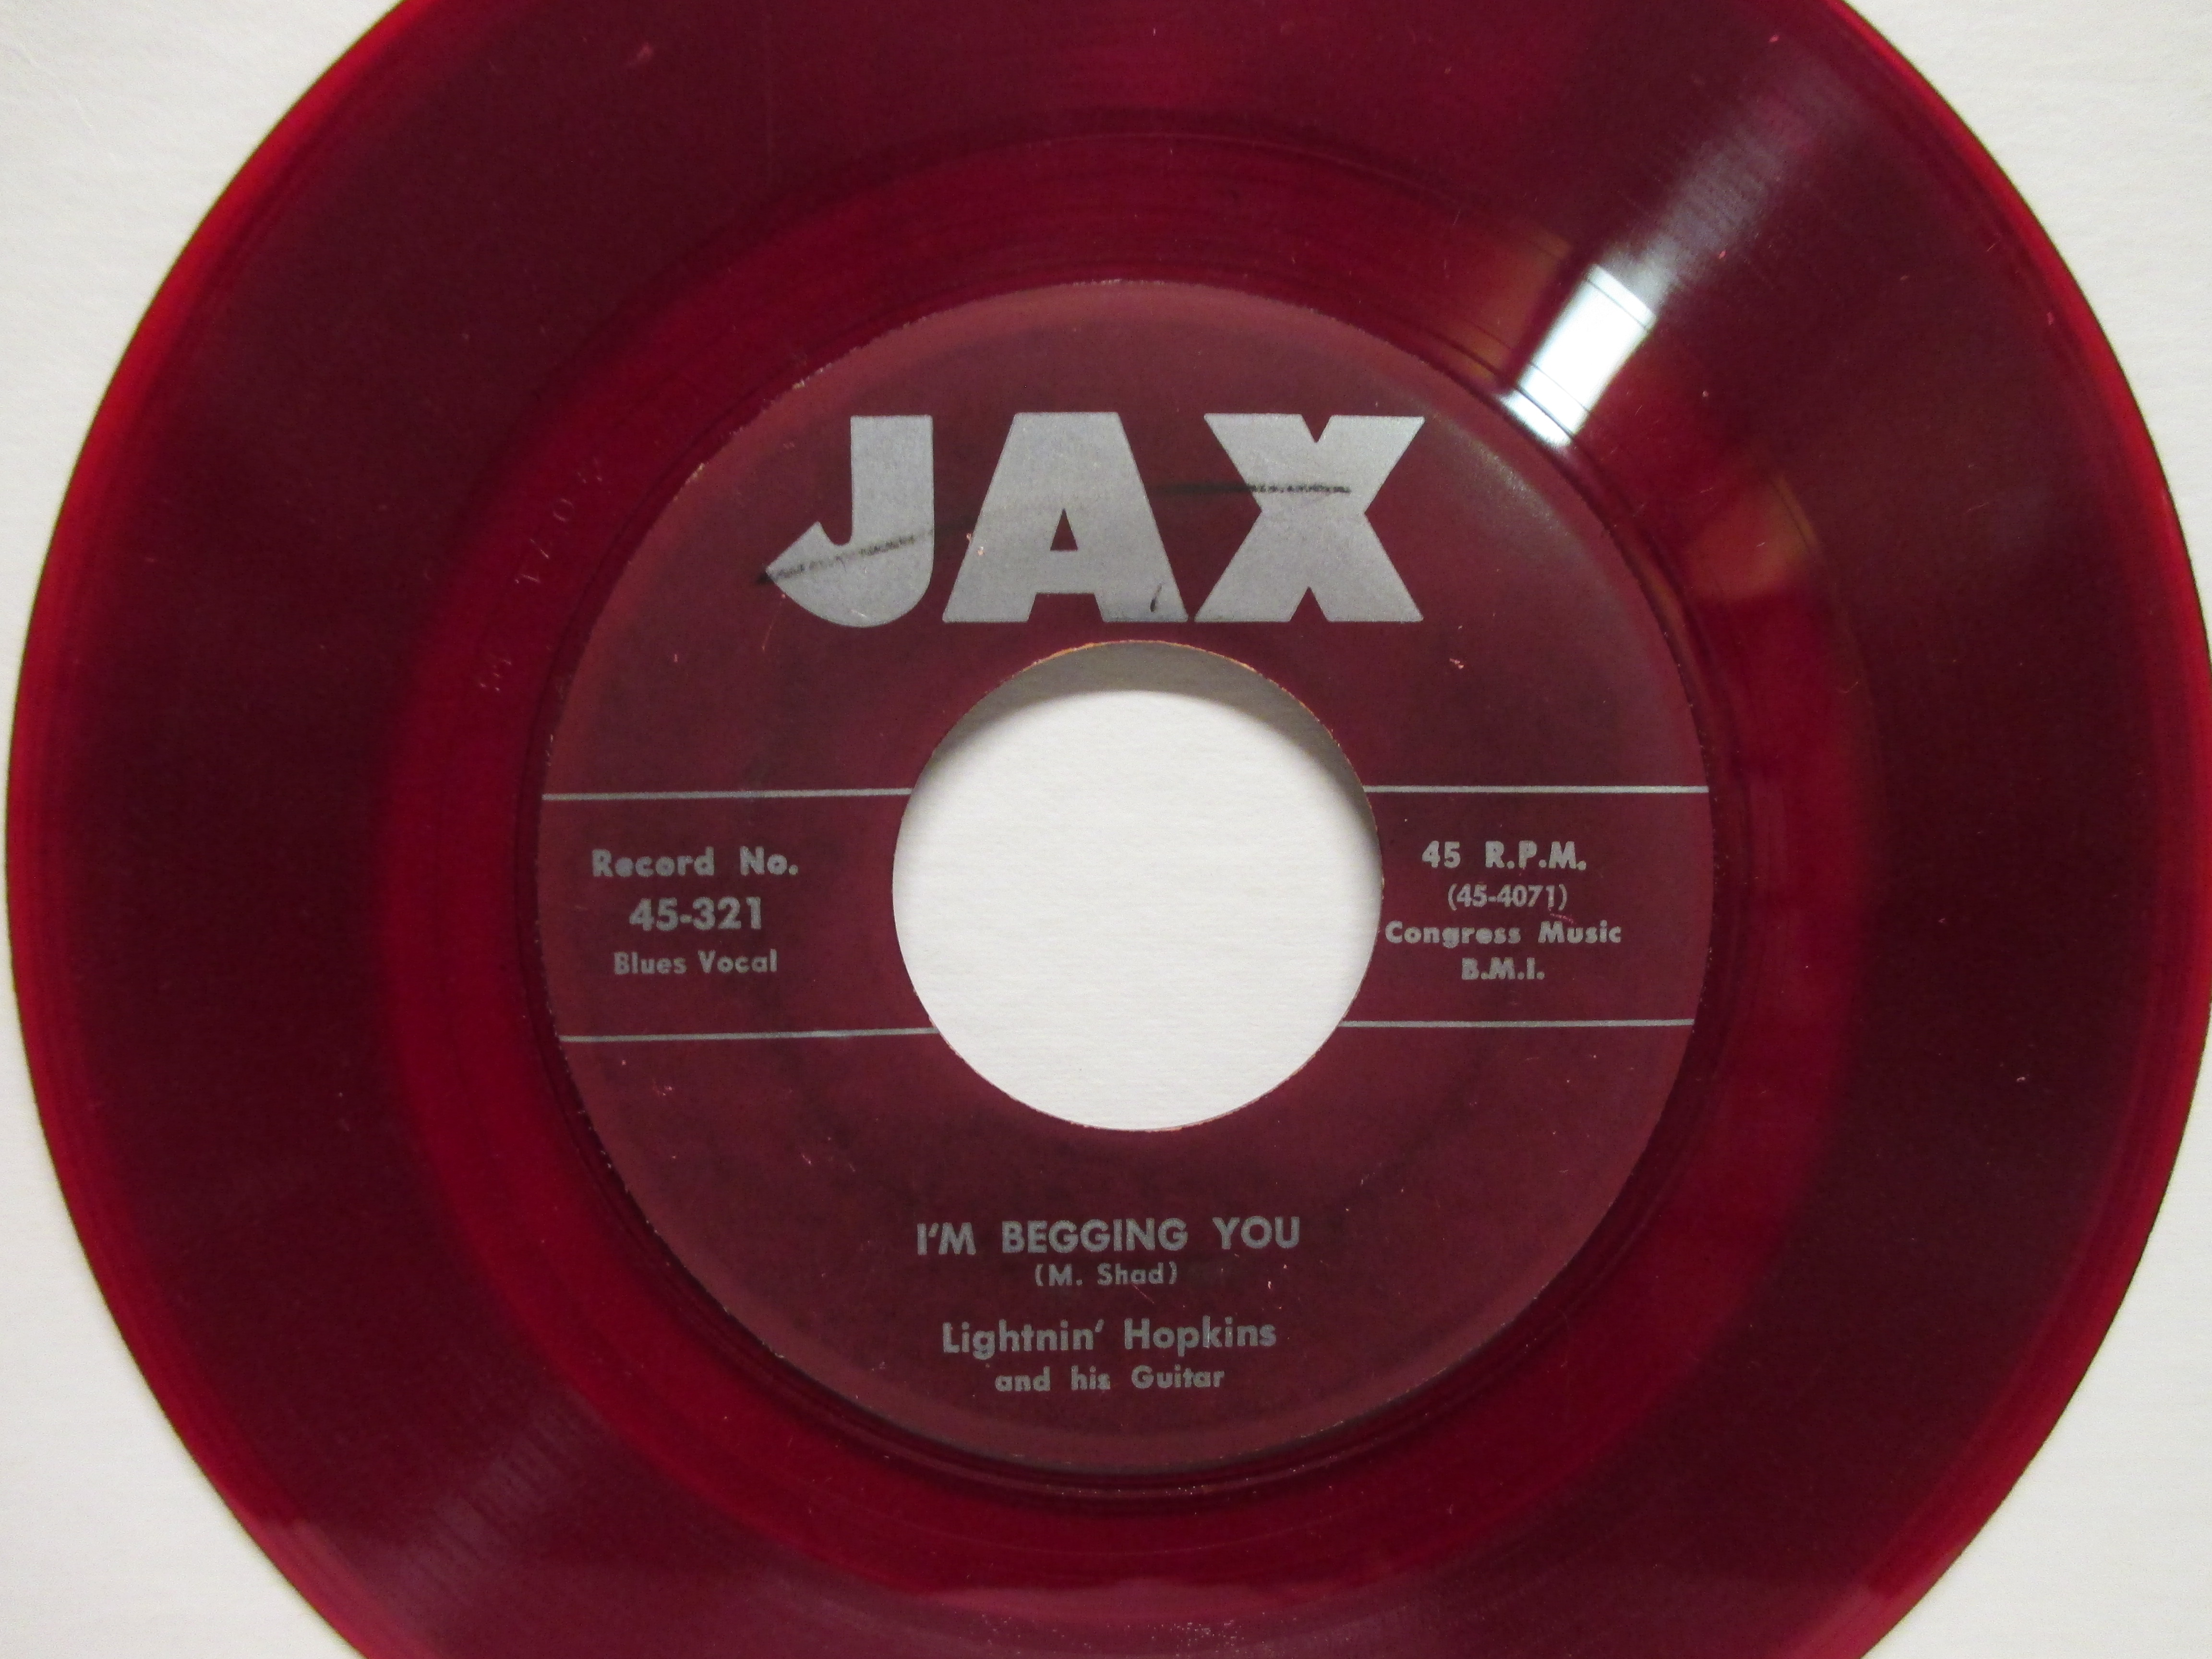 JAX
Record No.
45-321
Blues Vocal
45 R.P.M.
(45-4071)
Congress Music
B.M.I.
I'M BEGGING YOU
(M. Shad)
Lightnin' Hopkins
and his Guitar